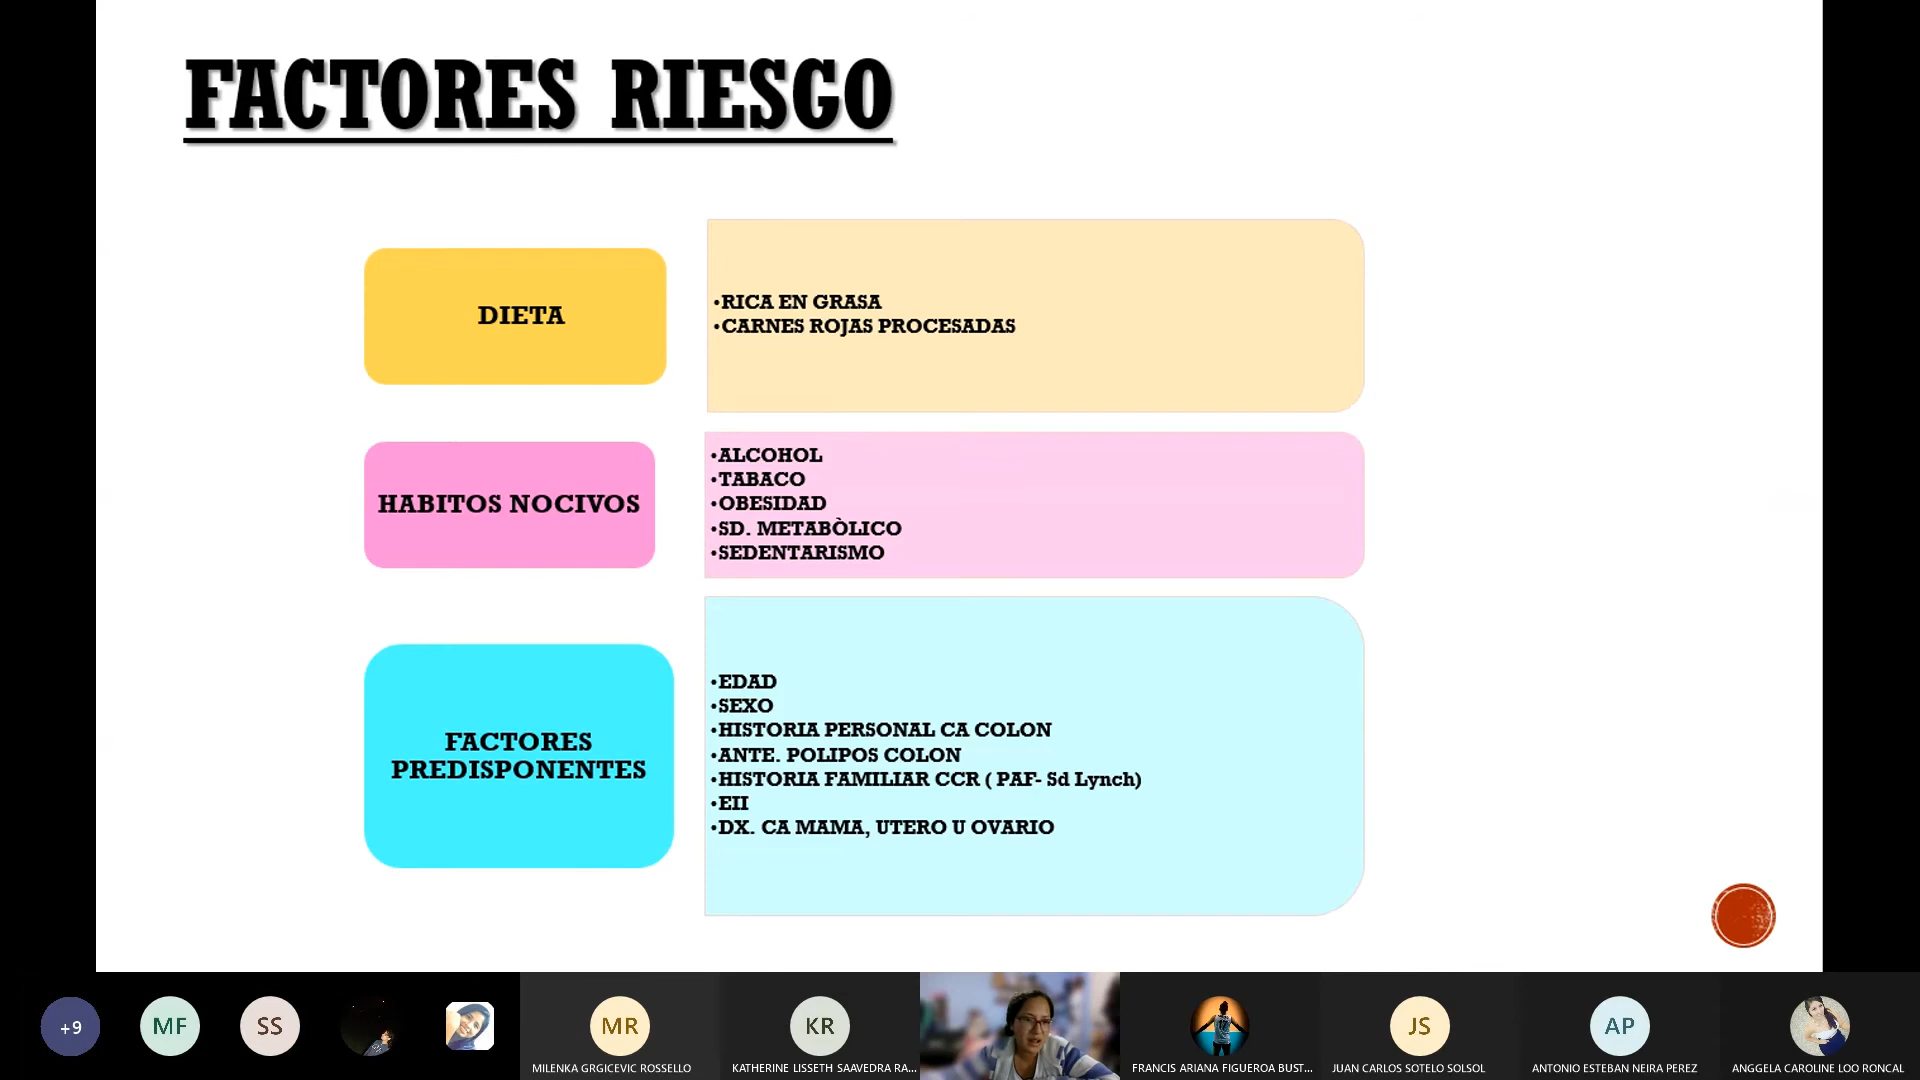 FACTORES RIESGO
DIETA
•RICA EN GRASA
•CARNES ROJAS PROCESADAS
HABITOS NOCIVOS
•ALCOHOL
•TABACO
•OBESIDAD
•SD. METABÒLICO
•SEDENTARISMO
FACTORES
PREDISPONENTES
•EDAD
•SEXO
•HISTORIA PERSONAL CA COLON
•ANTE. POLIPOS COLON
•HISTORIA FAMILIAR CCR ( PAF- Sd Lynch)
•EII
•DX. CA MAMA, UTERO U OVARIO
+9
MF
SS
MR
KR
JS
AP
MILENKA GRGICEVIC ROSSELLO
KATHERINE LISSETH SAAVEDRA RA...
FRANCIS ARIANA FIGUEROA BUST...
JUAN CARLOS SOTELO SOLSOL
ANTONIO ESTEBAN NEIRA PEREZ
ANGGELA CAROLINE LOO RONCAL